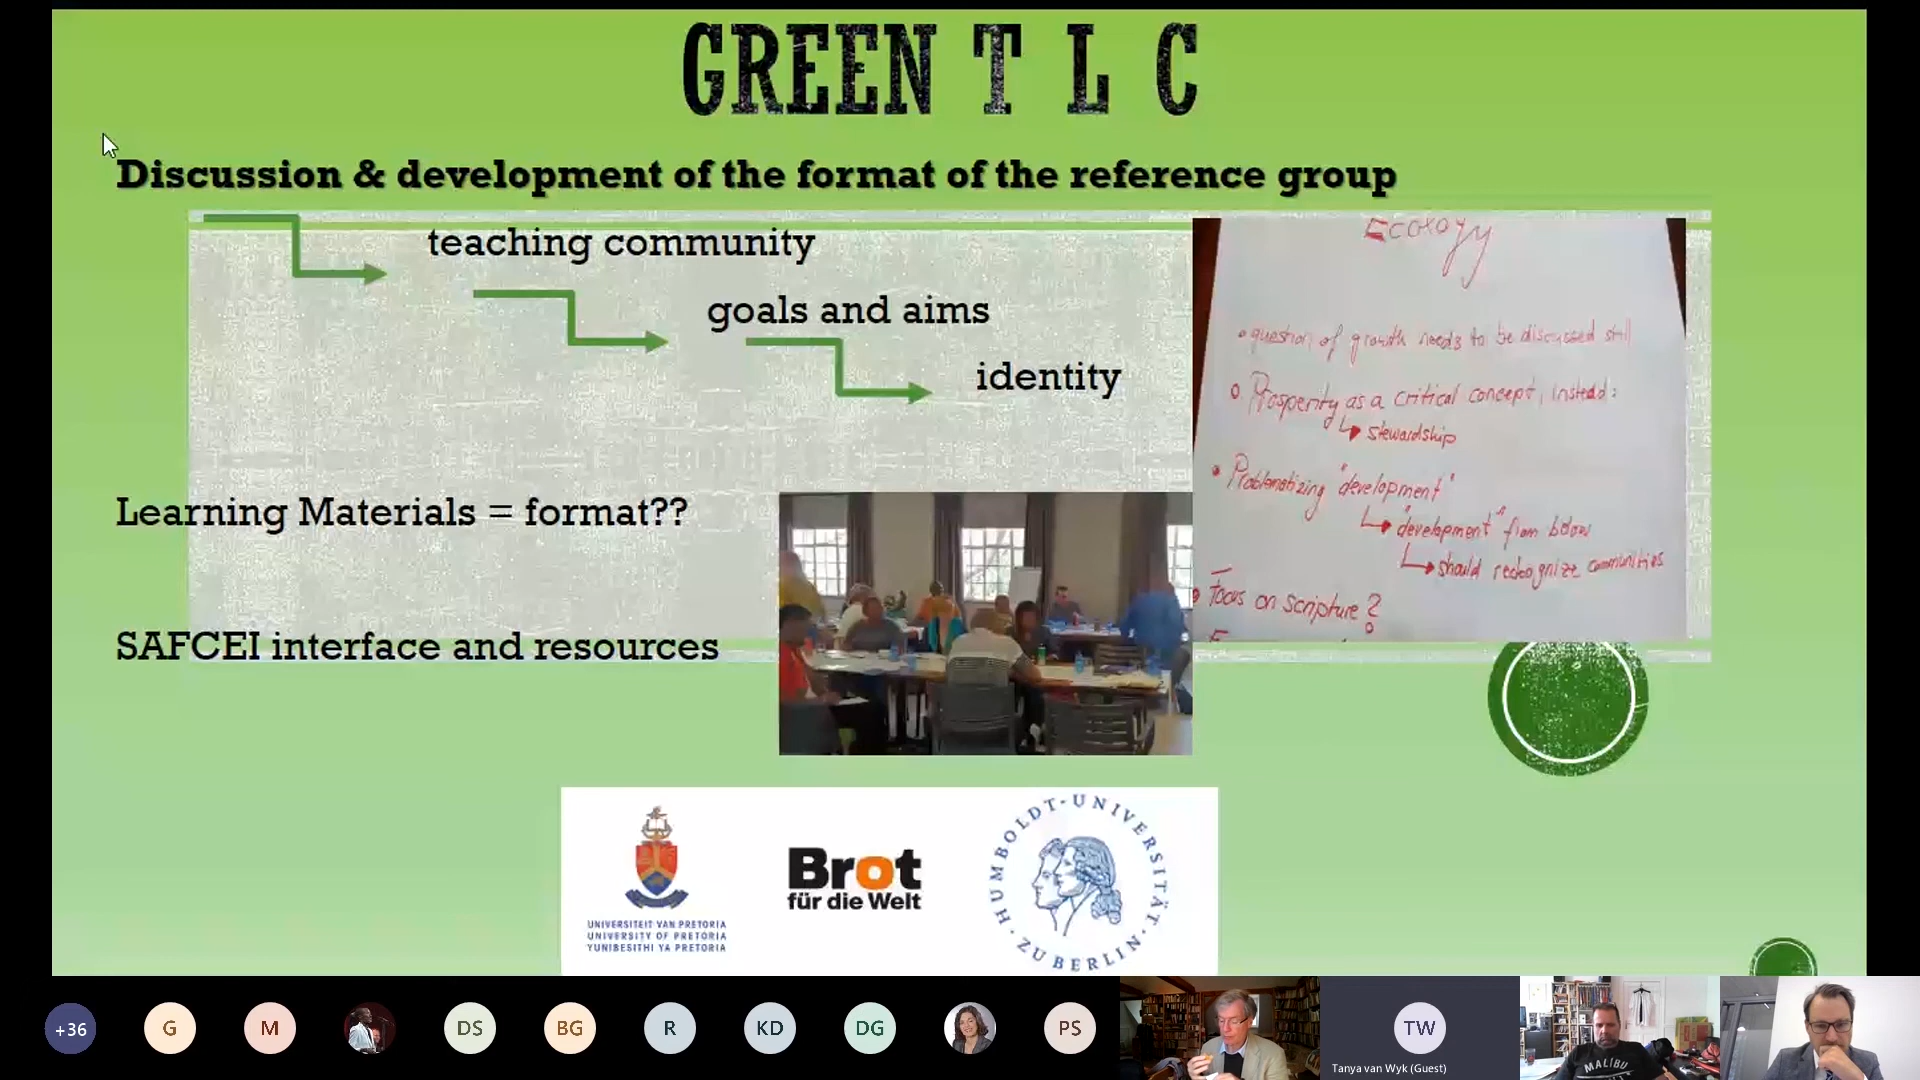 GREEN T L C
Discussion & development of the format of the reference group
teaching community
goals and aims
identity
Learning Materials = format??
SAFCEI interface and resources
Ecology
question of growth needs to be discussed still
Prosperity as a critical concept, instead:
stewardship
Problematizing "development"
"development" from below
should recognize communities
Focus on scripture?
UNIVERSITEIT VAN PRETORIA
UNIVERSITY OF PRETORIA
YUNIBESITHI YA PRETORIA
Brot
für die Welt
HUMBOLDT-UNIVERSITÄT
ZU BERLIN
+36
G
M
DS
BG
R
KD
DG
PS
TW
Tanya van Wyk (Guest)
MALIBU